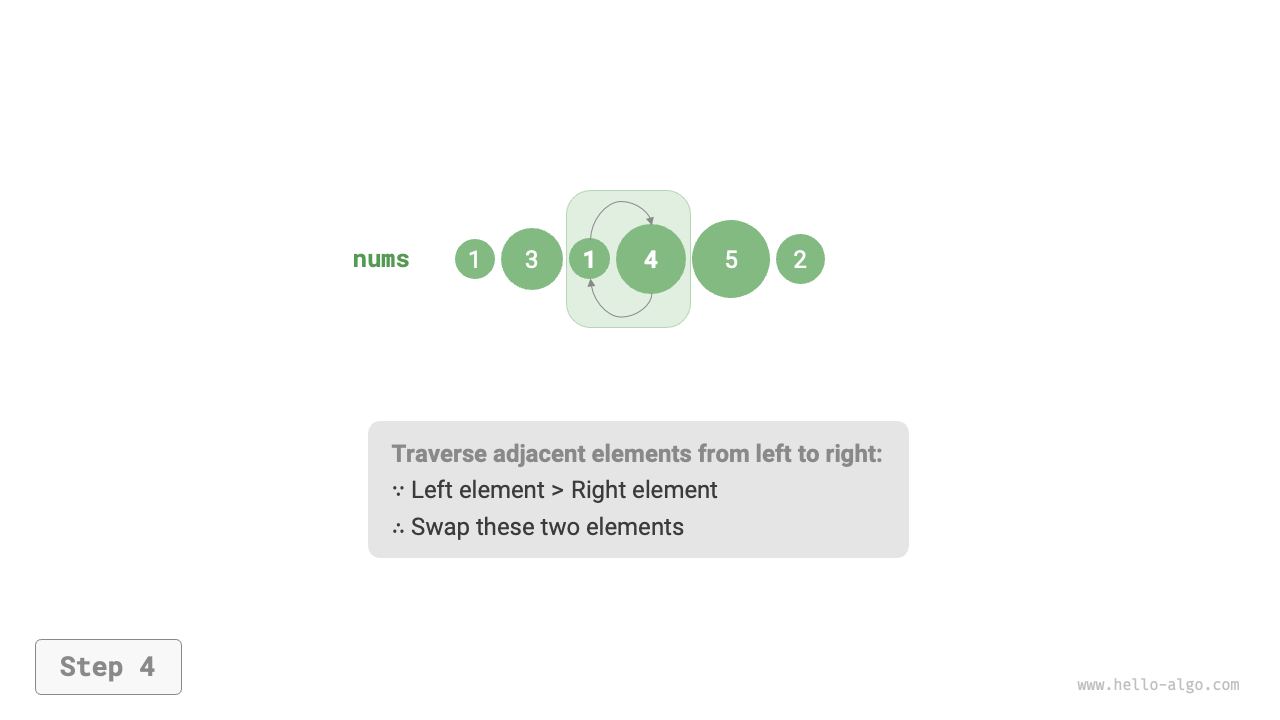 nums 1 3 1 4 5 2
Traverse adjacent elements from left to right:
∵ Left element > Right element
∴ Swap these two elements
Step 4
www.hello-algo.com